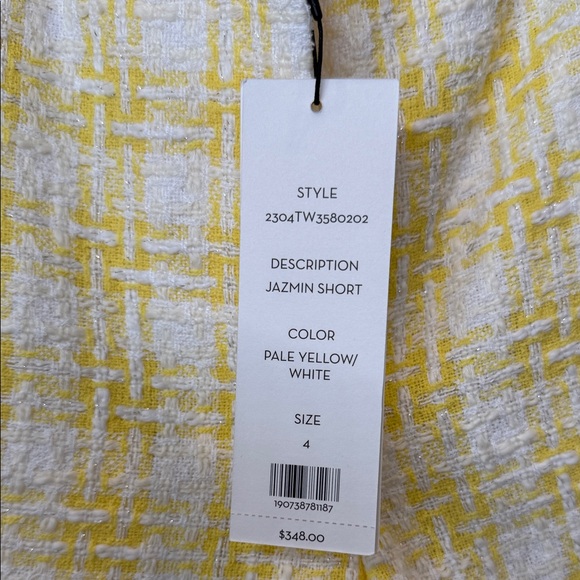 STYLE
2304TW3580202
DESCRIPTION
JAZMIN SHORT
COLOR
PALE YELLOW/
WHITE
SIZE
4
190738781187
$348.00